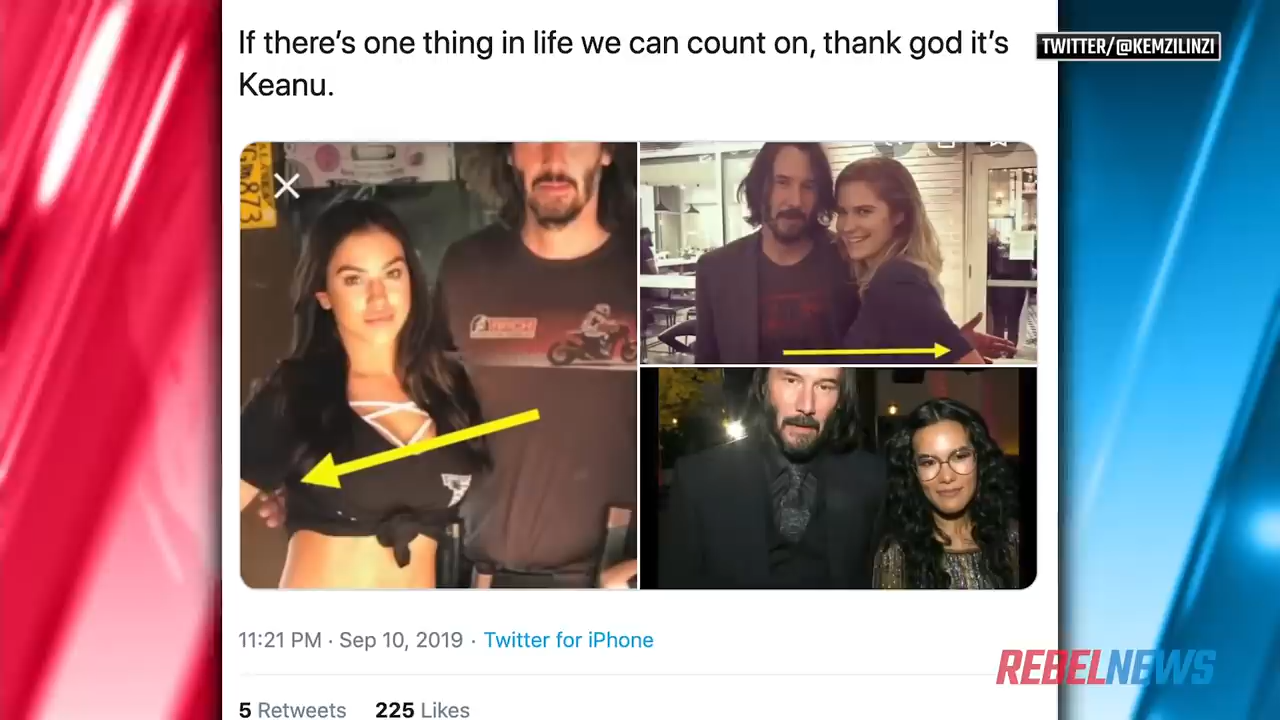 If there's one thing in life we can count on, thank god it's
Keanu.
TWITTER/@KEMZILINZI
873
11:21 PM · Sep 10, 2019 · Twitter for iPhone
5 Retweets 225 Likes
REBELNEWS